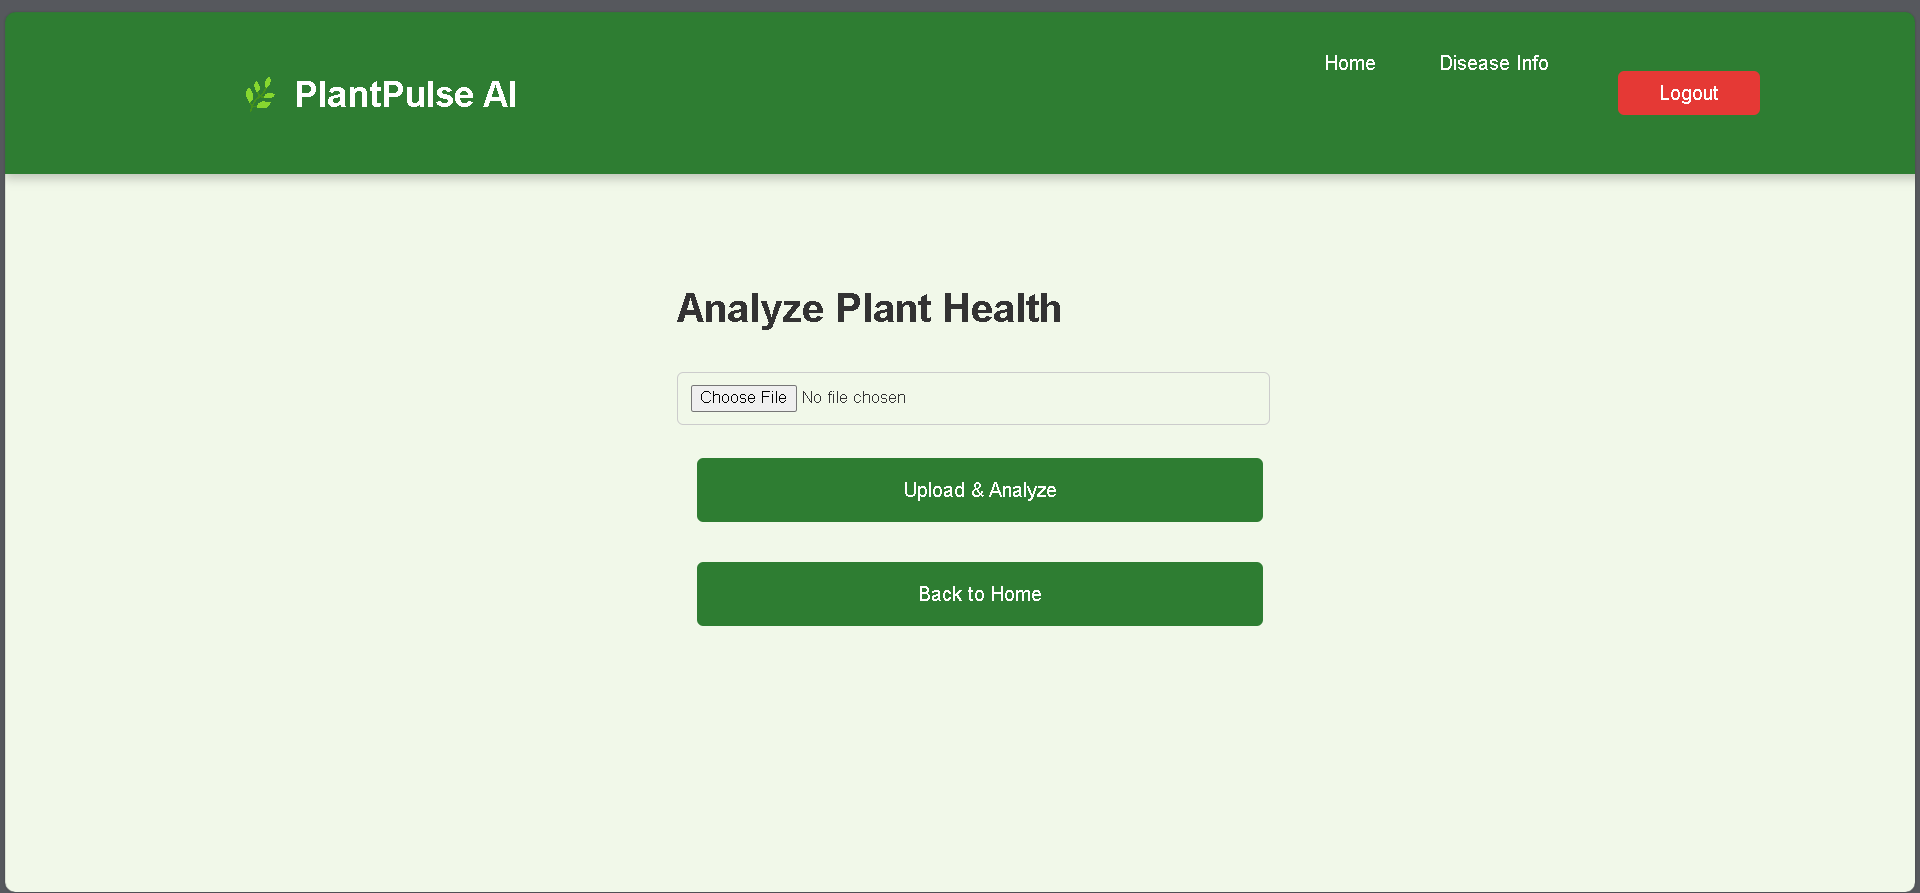 PlantPulse AI
Home
Disease Info
Logout
Analyze Plant Health
Choose File No file chosen
Upload & Analyze
Back to Home